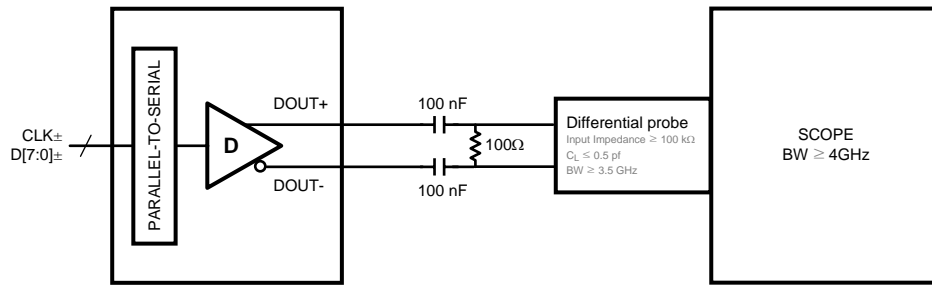 CLK±
D[7:0]±
PARALLEL-TO-SERIAL
D
DOUT+
DOUT-
100 nF
100Ω
100 nF
Differential probe
Input Impedance ≥ 100 kΩ
CL ≤ 0.5 pf
BW ≥ 3.5 GHz
SCOPE
BW ≥ 4GHz